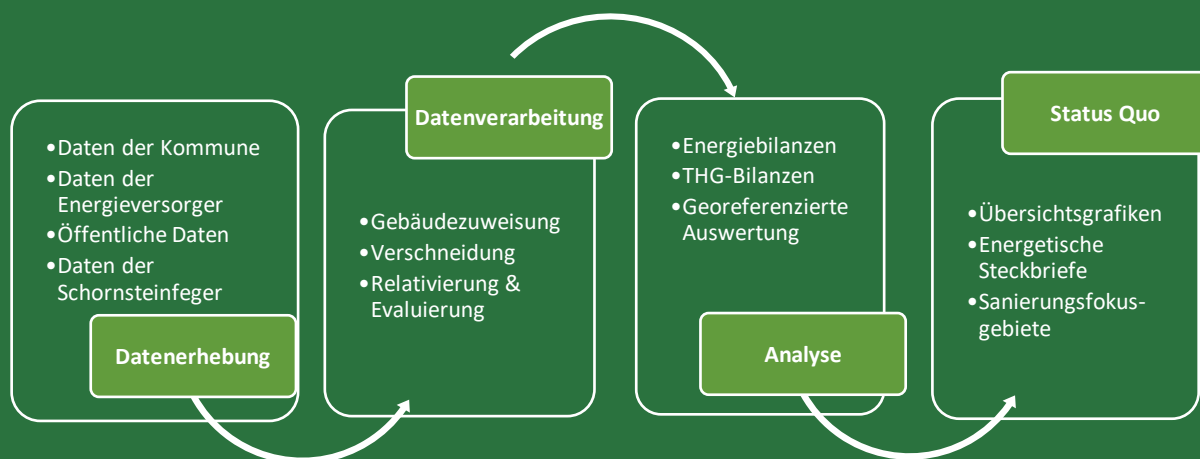 •Daten der Kommune
•Daten der
Energieversorger
•Öffentliche Daten
•Daten der
Schornsteinfeger
Datenerhebung
Datenverarbeitung
•Gebäudezuweisung
•Verschneidung
•Relativierung &
Evaluierung
•Energiebilanzen
•THG-Bilanzen
•Georeferenzierte
Auswertung
Analyse
Status Quo
•Übersichtsgrafiken
•Energetische
Steckbriefe
•Sanierungsfokus-
gebiete